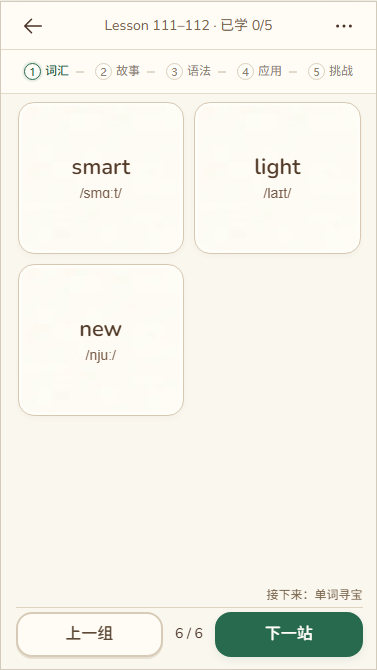 Lesson 111–112 · 已学 0/5
1 词汇 – 2 故事 – 3 语法 – 4 应用 – 5 挑战
smart
/smɑːt/
light
/laɪt/
new
/njuː/
接下来：单词寻宝
上一组 6 / 6 下一站